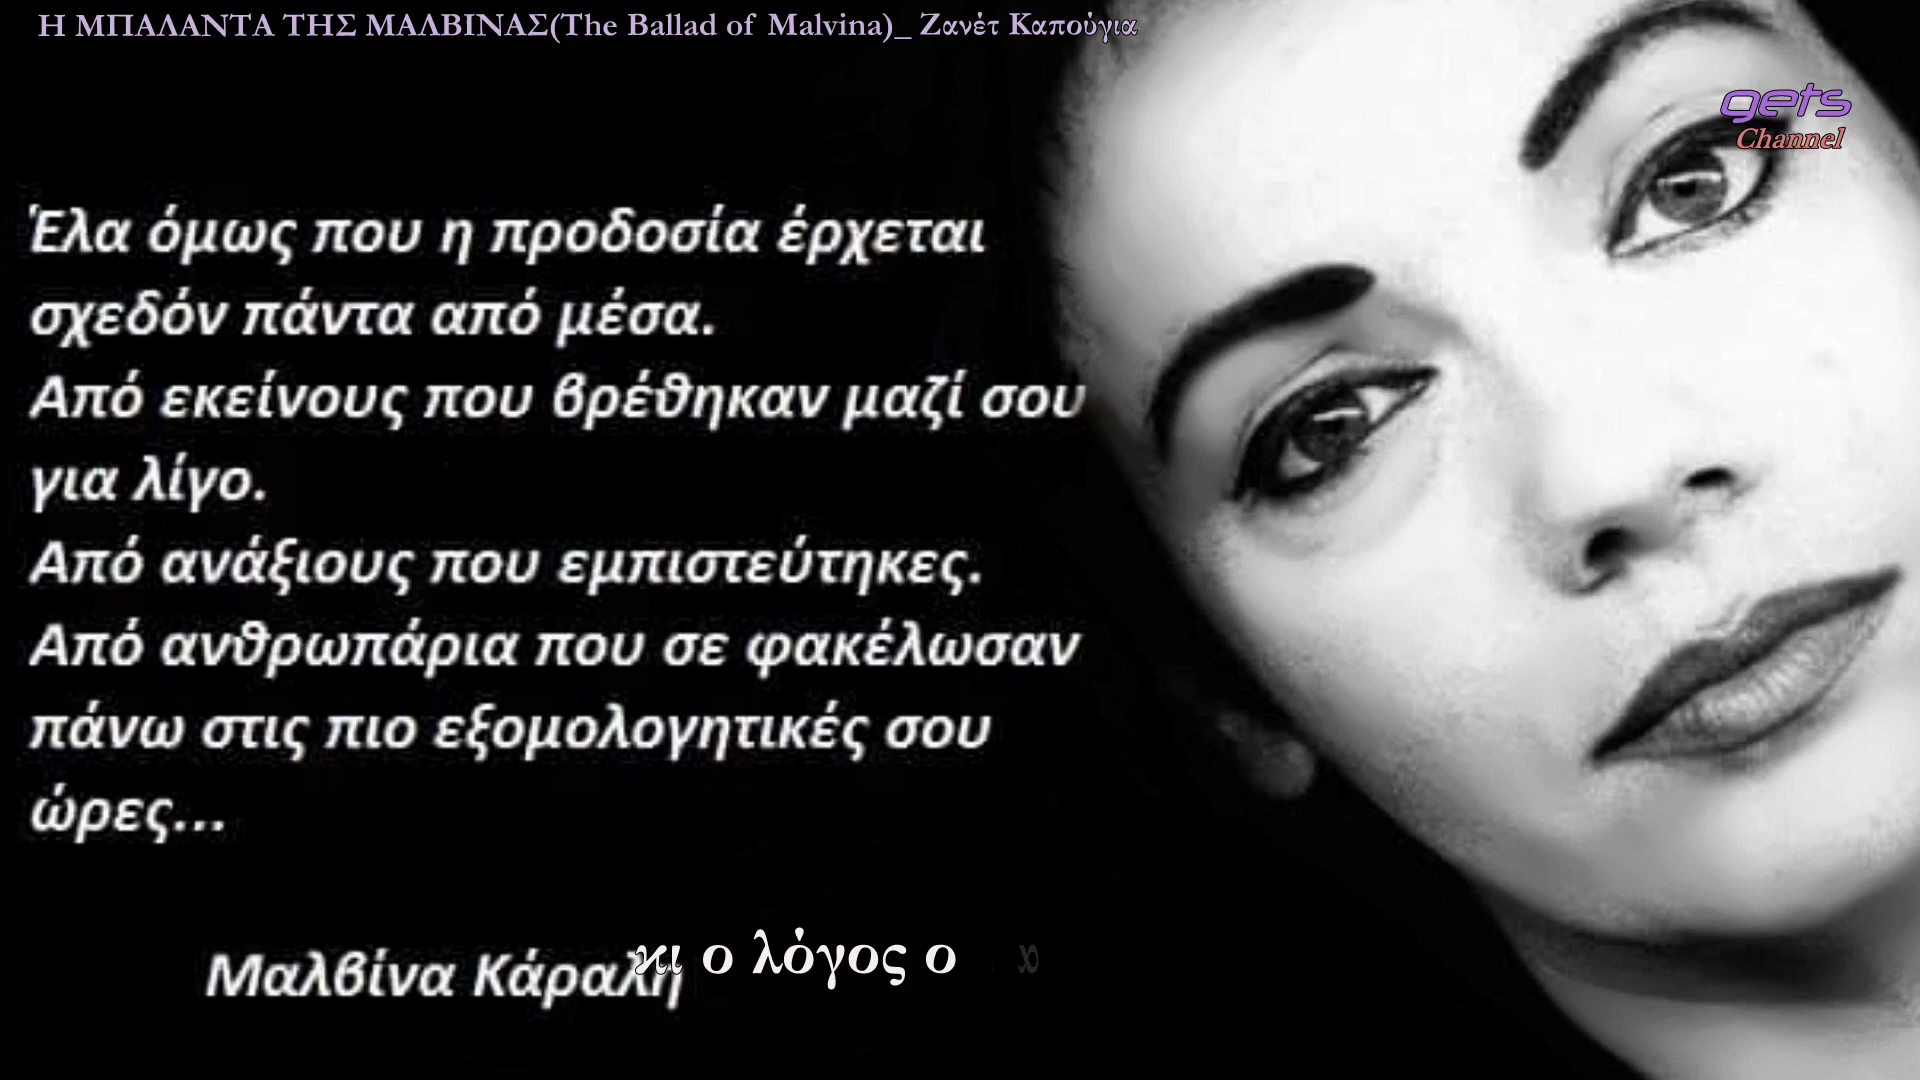 Η ΜΠΑΛΑΝΤΑ ΤΗΣ ΜΑΛΒΙΝΑΣ(The Ballad of Malvina)_ Ζανέτ Καπούγια
gets
Channel
Έλα όμως που η προδοσία έρχεται
σχεδόν πάντα από μέσα.
Από εκείνους που βρέθηκαν μαζί σου
για λίγο.
Από ανάξιους που εμπιστεύτηκες.
Από ανθρωπάρια που σε φακέλωσαν
πάνω στις πιο εξομολογητικές σου
ώρες...
Μαλβίνα Κάραλη
κι ο λόγος ο